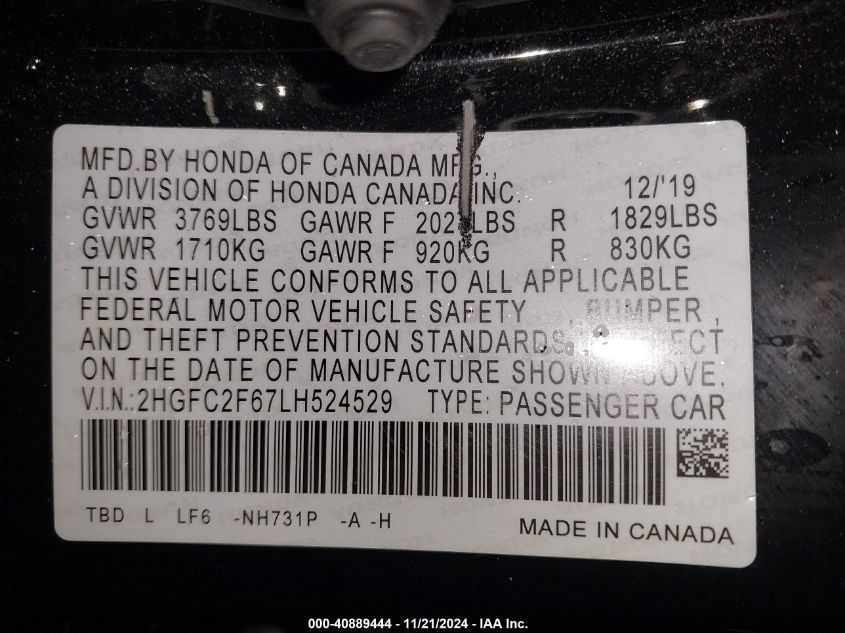 MFD.BY HONDA OF CANADA MFG.,
A DIVISION OF HONDA CANADA INC. 12/'19
GVWR 3769LBS GAWR F R 1829LBS
GVWR 1710KG GAWR F 920KG R 830KG
THIS VEHICLE CONFORMS TO ALL APPLICABLE
FEDERAL MOTOR VEHICLE SAFETY , BUMPER ,
AND THEFT PREVENTION STANDARDS
ON THE DATE OF MANUFACTURE SHOWN ABOVE.
V.I.N.:2HGFC2F67LH524529 TYPE: PASSENGER CAR
TBD L LF6 -NH731P -A -H MADE IN CANADA
000-40889444 - 11/21/2024 - IAA Inc.